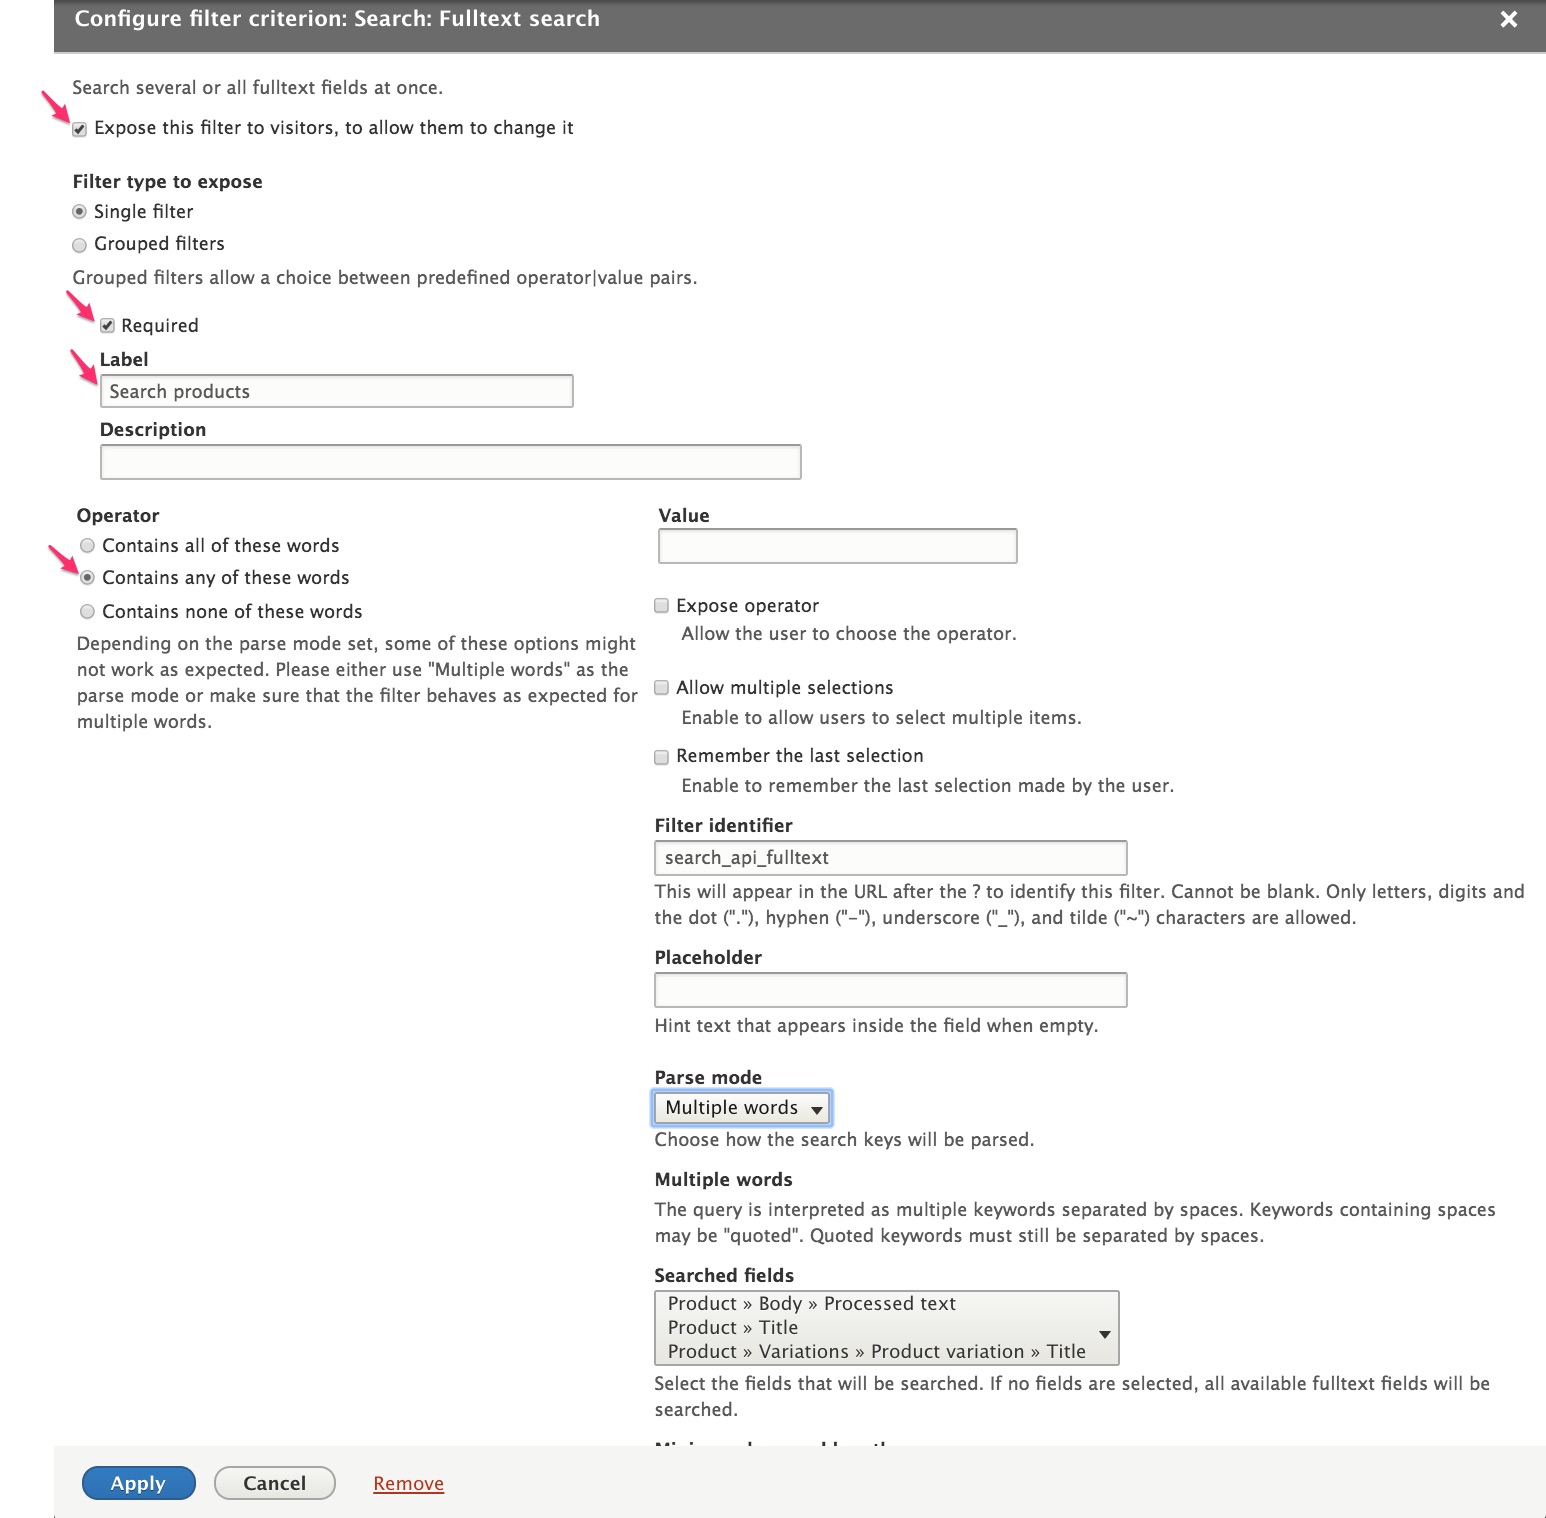 Configure filter criterion: Search: Fulltext search
Search several or all fulltext fields at once.
Expose this filter to visitors, to allow them to change it
Filter type to expose
Single filter
Grouped filters
Grouped filters allow a choice between predefined operator|value pairs.
Required
Label
Search products
Description
Operator
Contains all of these words
Contains any of these words
Contains none of these words
Depending on the parse mode set, some of these options might
not work as expected. Please either use "Multiple words" as the
parse mode or make sure that the filter behaves as expected for
multiple words.
Value
Expose operator
Allow the user to choose the operator.
Allow multiple selections
Enable to allow users to select multiple items.
Remember the last selection
Enable to remember the last selection made by the user.
Filter identifier
search_api_fulltext
This will appear in the URL after the ? to identify this filter. Cannot be blank. Only letters, digits and
the dot ("."), hyphen ("-"), underscore ("_"), and tilde ("~") characters are allowed.
Placeholder
Hint text that appears inside the field when empty.
Parse mode
Multiple words
Choose how the search keys will be parsed.
Multiple words
The query is interpreted as multiple keywords separated by spaces. Keywords containing spaces
may be "quoted". Quoted keywords must still be separated by spaces.
Searched fields
Product » Body » Processed text
Product » Title
Product » Variations » Product variation » Title
Select the fields that will be searched. If no fields are selected, all available fulltext fields will be
searched.
Apply
Cancel
Remove